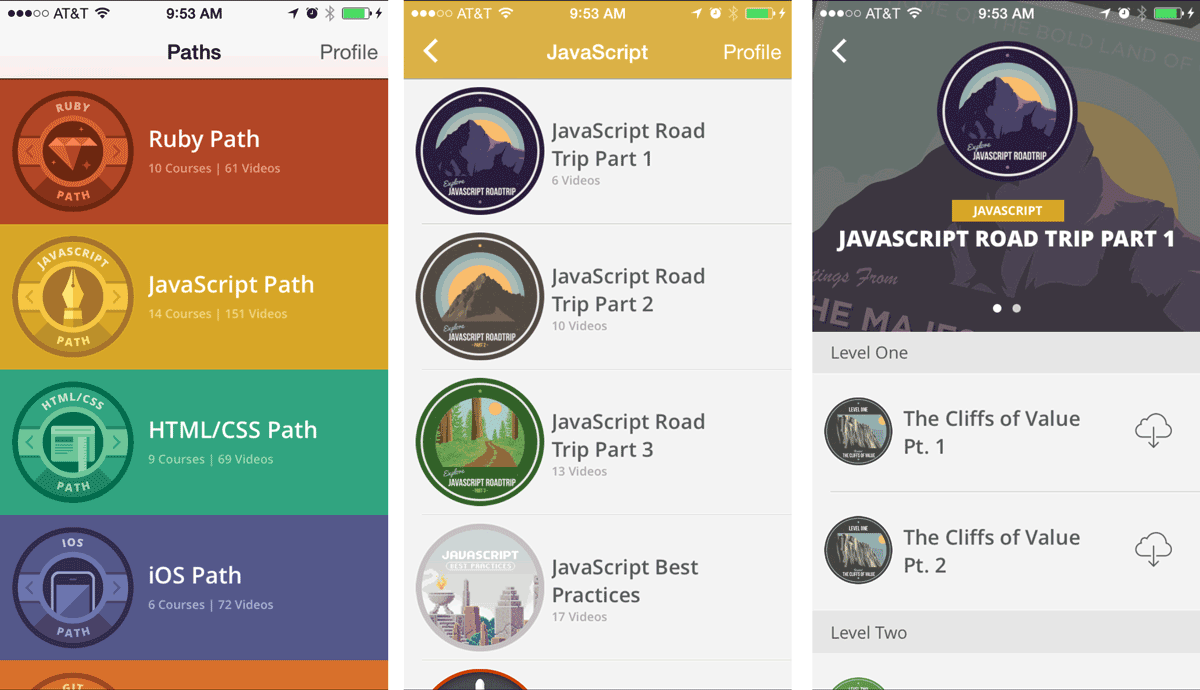 AT&T 9:53 AM
Paths Profile
RUBY
PATH
Ruby Path
10 Courses | 61 Videos
JAVASCRIPT
PATH
JavaScript Path
14 Courses | 151 Videos
HTML/CSS
PATH
HTML/CSS Path
9 Courses | 69 Videos
IOS
PATH
iOS Path
6 Courses | 72 Videos
GIT
AT&T 9:53 AM
JavaScript Profile
Explore
JAVASCRIPT ROADTRIP
JavaScript Road
Trip Part 1
6 Videos
Explore
JAVASCRIPT ROADTRIP
PART 2
JavaScript Road
Trip Part 2
10 Videos
Explore
JAVASCRIPT ROADTRIP
PART 3
JavaScript Road
Trip Part 3
13 Videos
JAVASCRIPT
BEST PRACTICES
JavaScript Best
Practices
17 Videos
AT&T 9:53 AM
THE BOLD LAND OF
Explore
JAVASCRIPT ROADTRIP
JAVASCRIPT
JAVASCRIPT ROAD TRIP PART 1
From
THE
Level One
LEVEL ONE
THE CLIFFS OF VALUE
The Cliffs of Value
Pt. 1
LEVEL ONE
THE CLIFFS OF VALUE
The Cliffs of Value
Pt. 2
Level Two